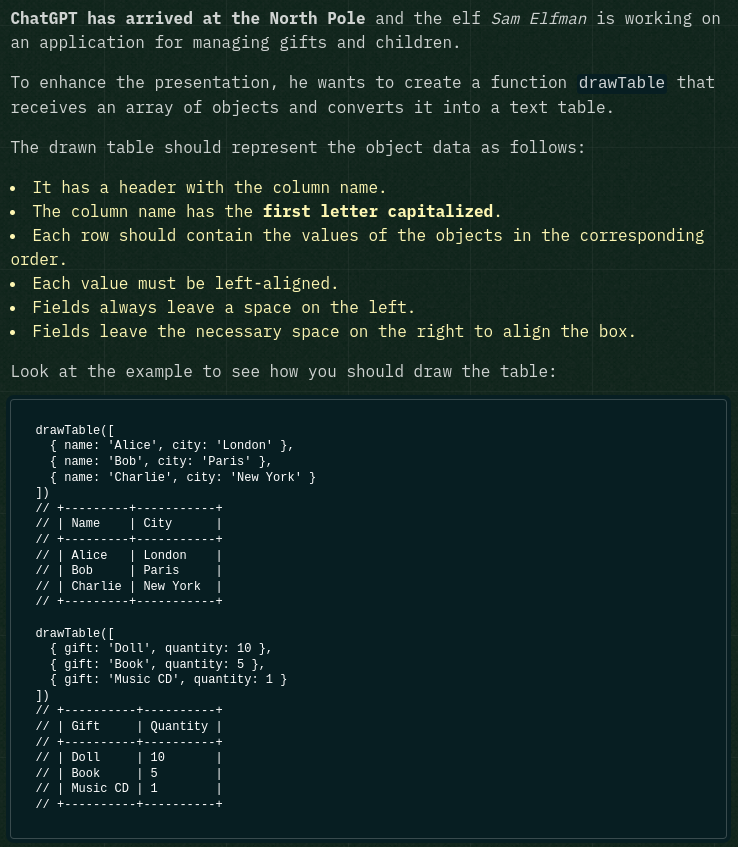 ChatGPT has arrived at the North Pole and the elf Sam Elfman is working on
an application for managing gifts and children.
To enhance the presentation, he wants to create a function drawTable that
receives an array of objects and converts it into a text table.
The drawn table should represent the object data as follows:
• It has a header with the column name.
• The column name has the first letter capitalized.
• Each row should contain the values of the objects in the corresponding
order.
• Each value must be left-aligned.
• Fields always leave a space on the left.
• Fields leave the necessary space on the right to align the box.
Look at the example to see how you should draw the table:
drawTable([
  { name: 'Alice', city: 'London' },
  { name: 'Bob', city: 'Paris' },
  { name: 'Charlie', city: 'New York' }
])
// +---------+-----------+
// | Name    | City      |
// +---------+-----------+
// | Alice   | London    |
// | Bob     | Paris     |
// | Charlie | New York  |
// +---------+-----------+
drawTable([
  { gift: 'Doll', quantity: 10 },
  { gift: 'Book', quantity: 5 },
  { gift: 'Music CD', quantity: 1 }
])
// +----------+----------+
// | Gift     | Quantity |
// +----------+----------+
// | Doll     | 10       |
// | Book     | 5        |
// | Music CD | 1        |
// +----------+----------+